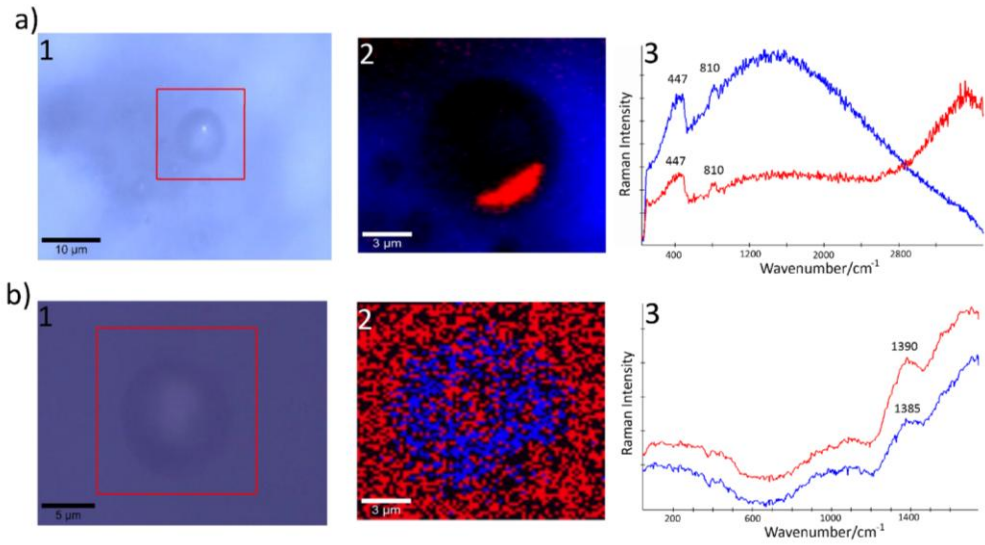 a)
1
10 µm
2
3 µm
3
447
810
447
810
Raman Intensity
400
1200
2000
2800
Wavenumber/cm-1
b)
1
5 µm
2
3 µm
3
1390
1385
Raman Intensity
200
600
1000
1400
Wavenumber/cm-1